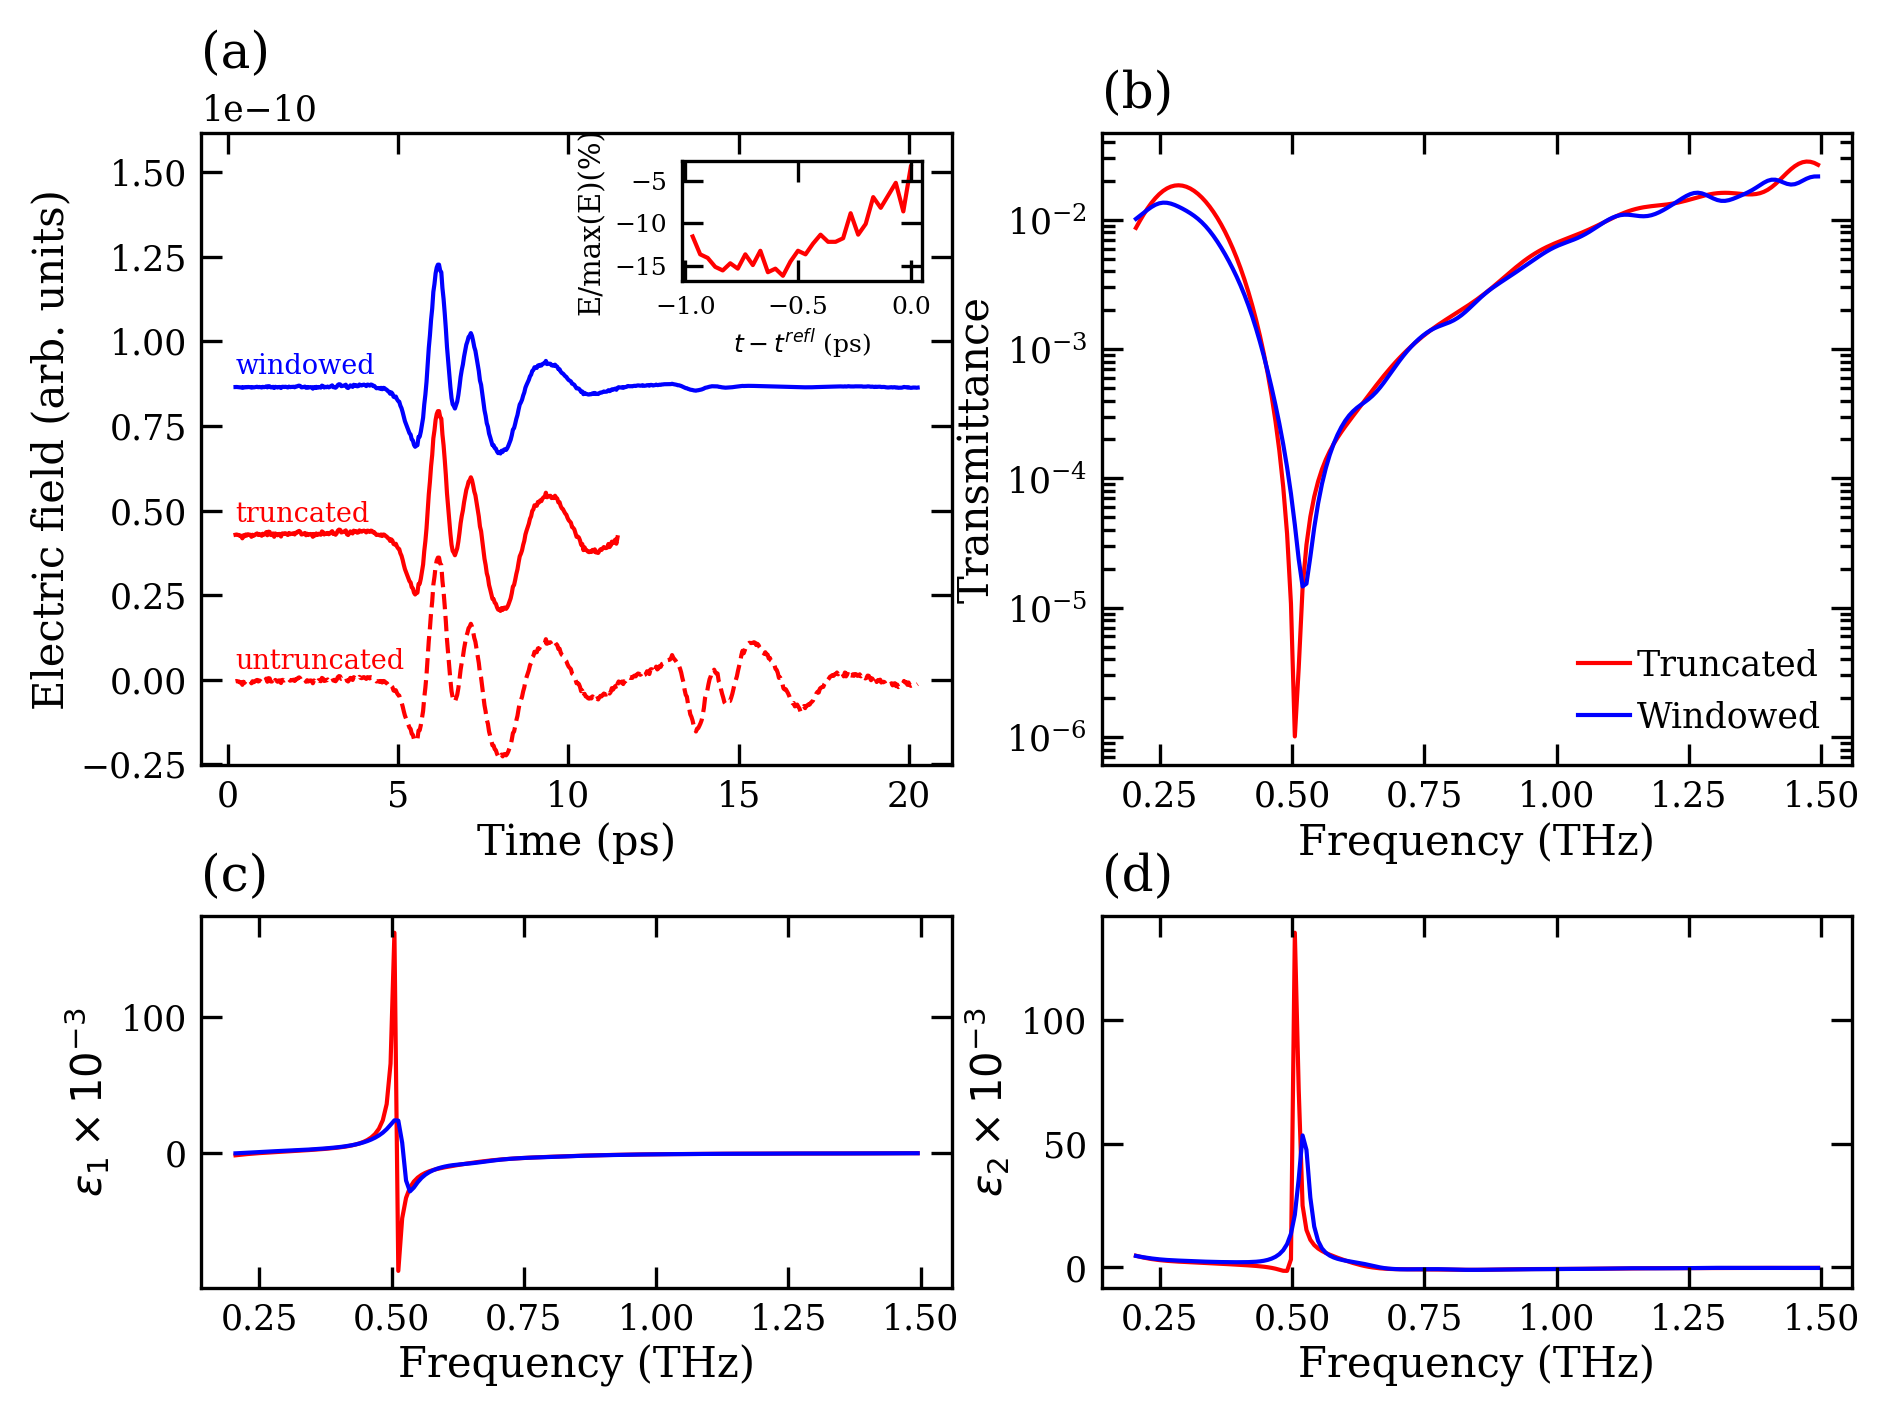 (a)
1e−10
Electric field (arb. units)
1.50
1.25
1.00
0.75
0.50
0.25
0.00
−0.25
windowed
truncated
untruncated
0 5 10 15 20
Time (ps)
E/max(E)(%)
−5
−10
−15
−1.0 −0.5 0.0
t − t^{refl} (ps)
(b)
Transmittance
10^{−2}
10^{−3}
10^{−4}
10^{−5}
10^{−6}
Truncated
Windowed
0.25 0.50 0.75 1.00 1.25 1.50
Frequency (THz)
(c)
ε_1 × 10^{−3}
100
0
0.25 0.50 0.75 1.00 1.25 1.50
Frequency (THz)
(d)
ε_2 × 10^{−3}
100
50
0
0.25 0.50 0.75 1.00 1.25 1.50
Frequency (THz)